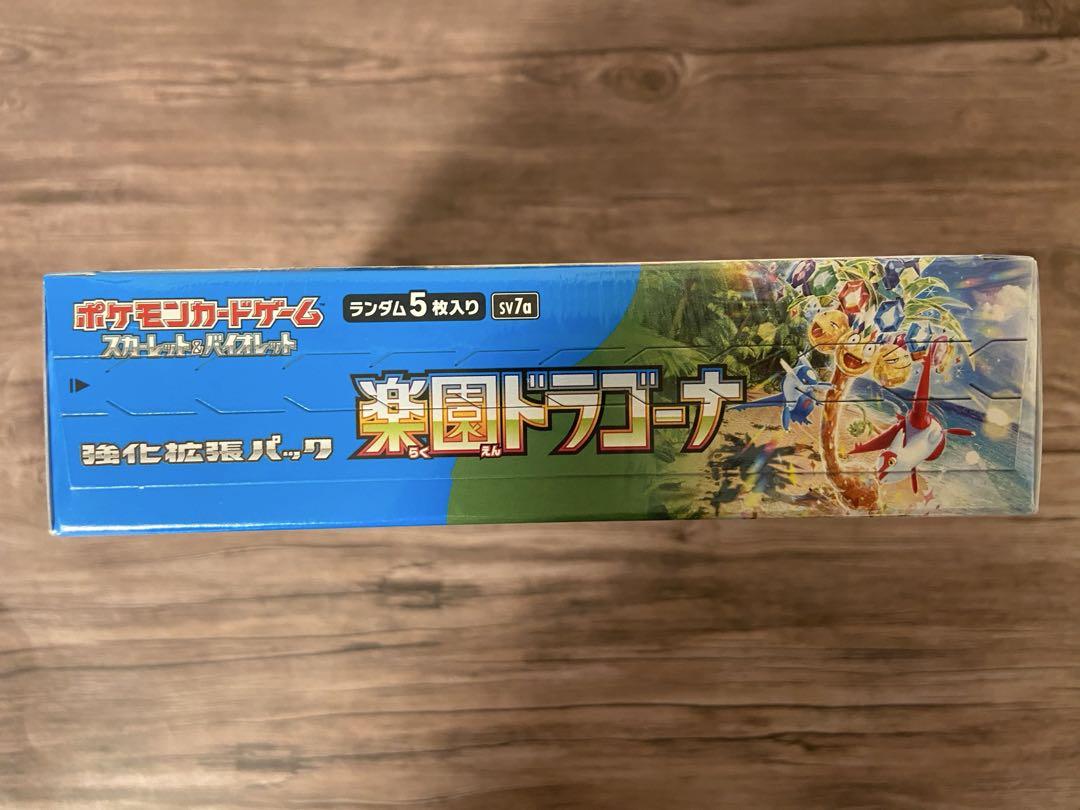 ポケモンカードゲーム™
スカーレット&バイオレット
ランダム5枚入り
SV7a
強化拡張パック
楽園ドラゴーナ
らくえん